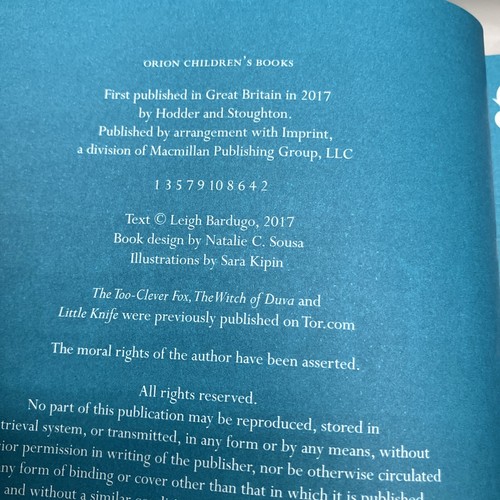 ORION CHILDREN'S BOOKS
First published in Great Britain in 2017
by Hodder and Stoughton.
Published by arrangement with Imprint,
a division of Macmillan Publishing Group, LLC
1 3 5 7 9 10 8 6 4 2
Text © Leigh Bardugo, 2017
Book design by Natalie C. Sousa
Illustrations by Sara Kipin
The Too-Clever Fox, The Witch of Duva and
Little Knife were previously published on Tor.com
The moral rights of the author have been asserted.
All rights reserved.
No part of this publication may be reproduced, stored in
trieval system, or transmitted, in any form or by any means, without
ior permission in writing of the publisher, nor be otherwise circulated
ny form of binding or cover other than that in which it is published
and without a similar